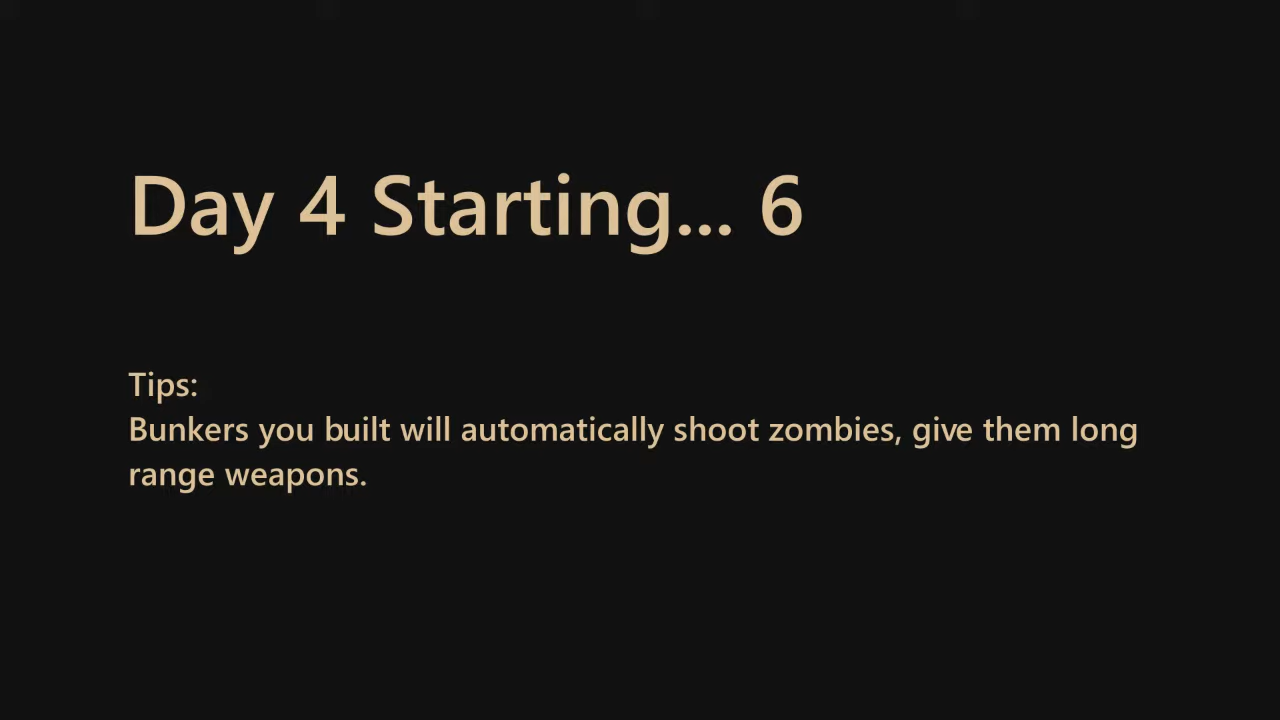 Day 4 Starting... 6
Tips:
Bunkers you built will automatically shoot zombies, give them long
range weapons.